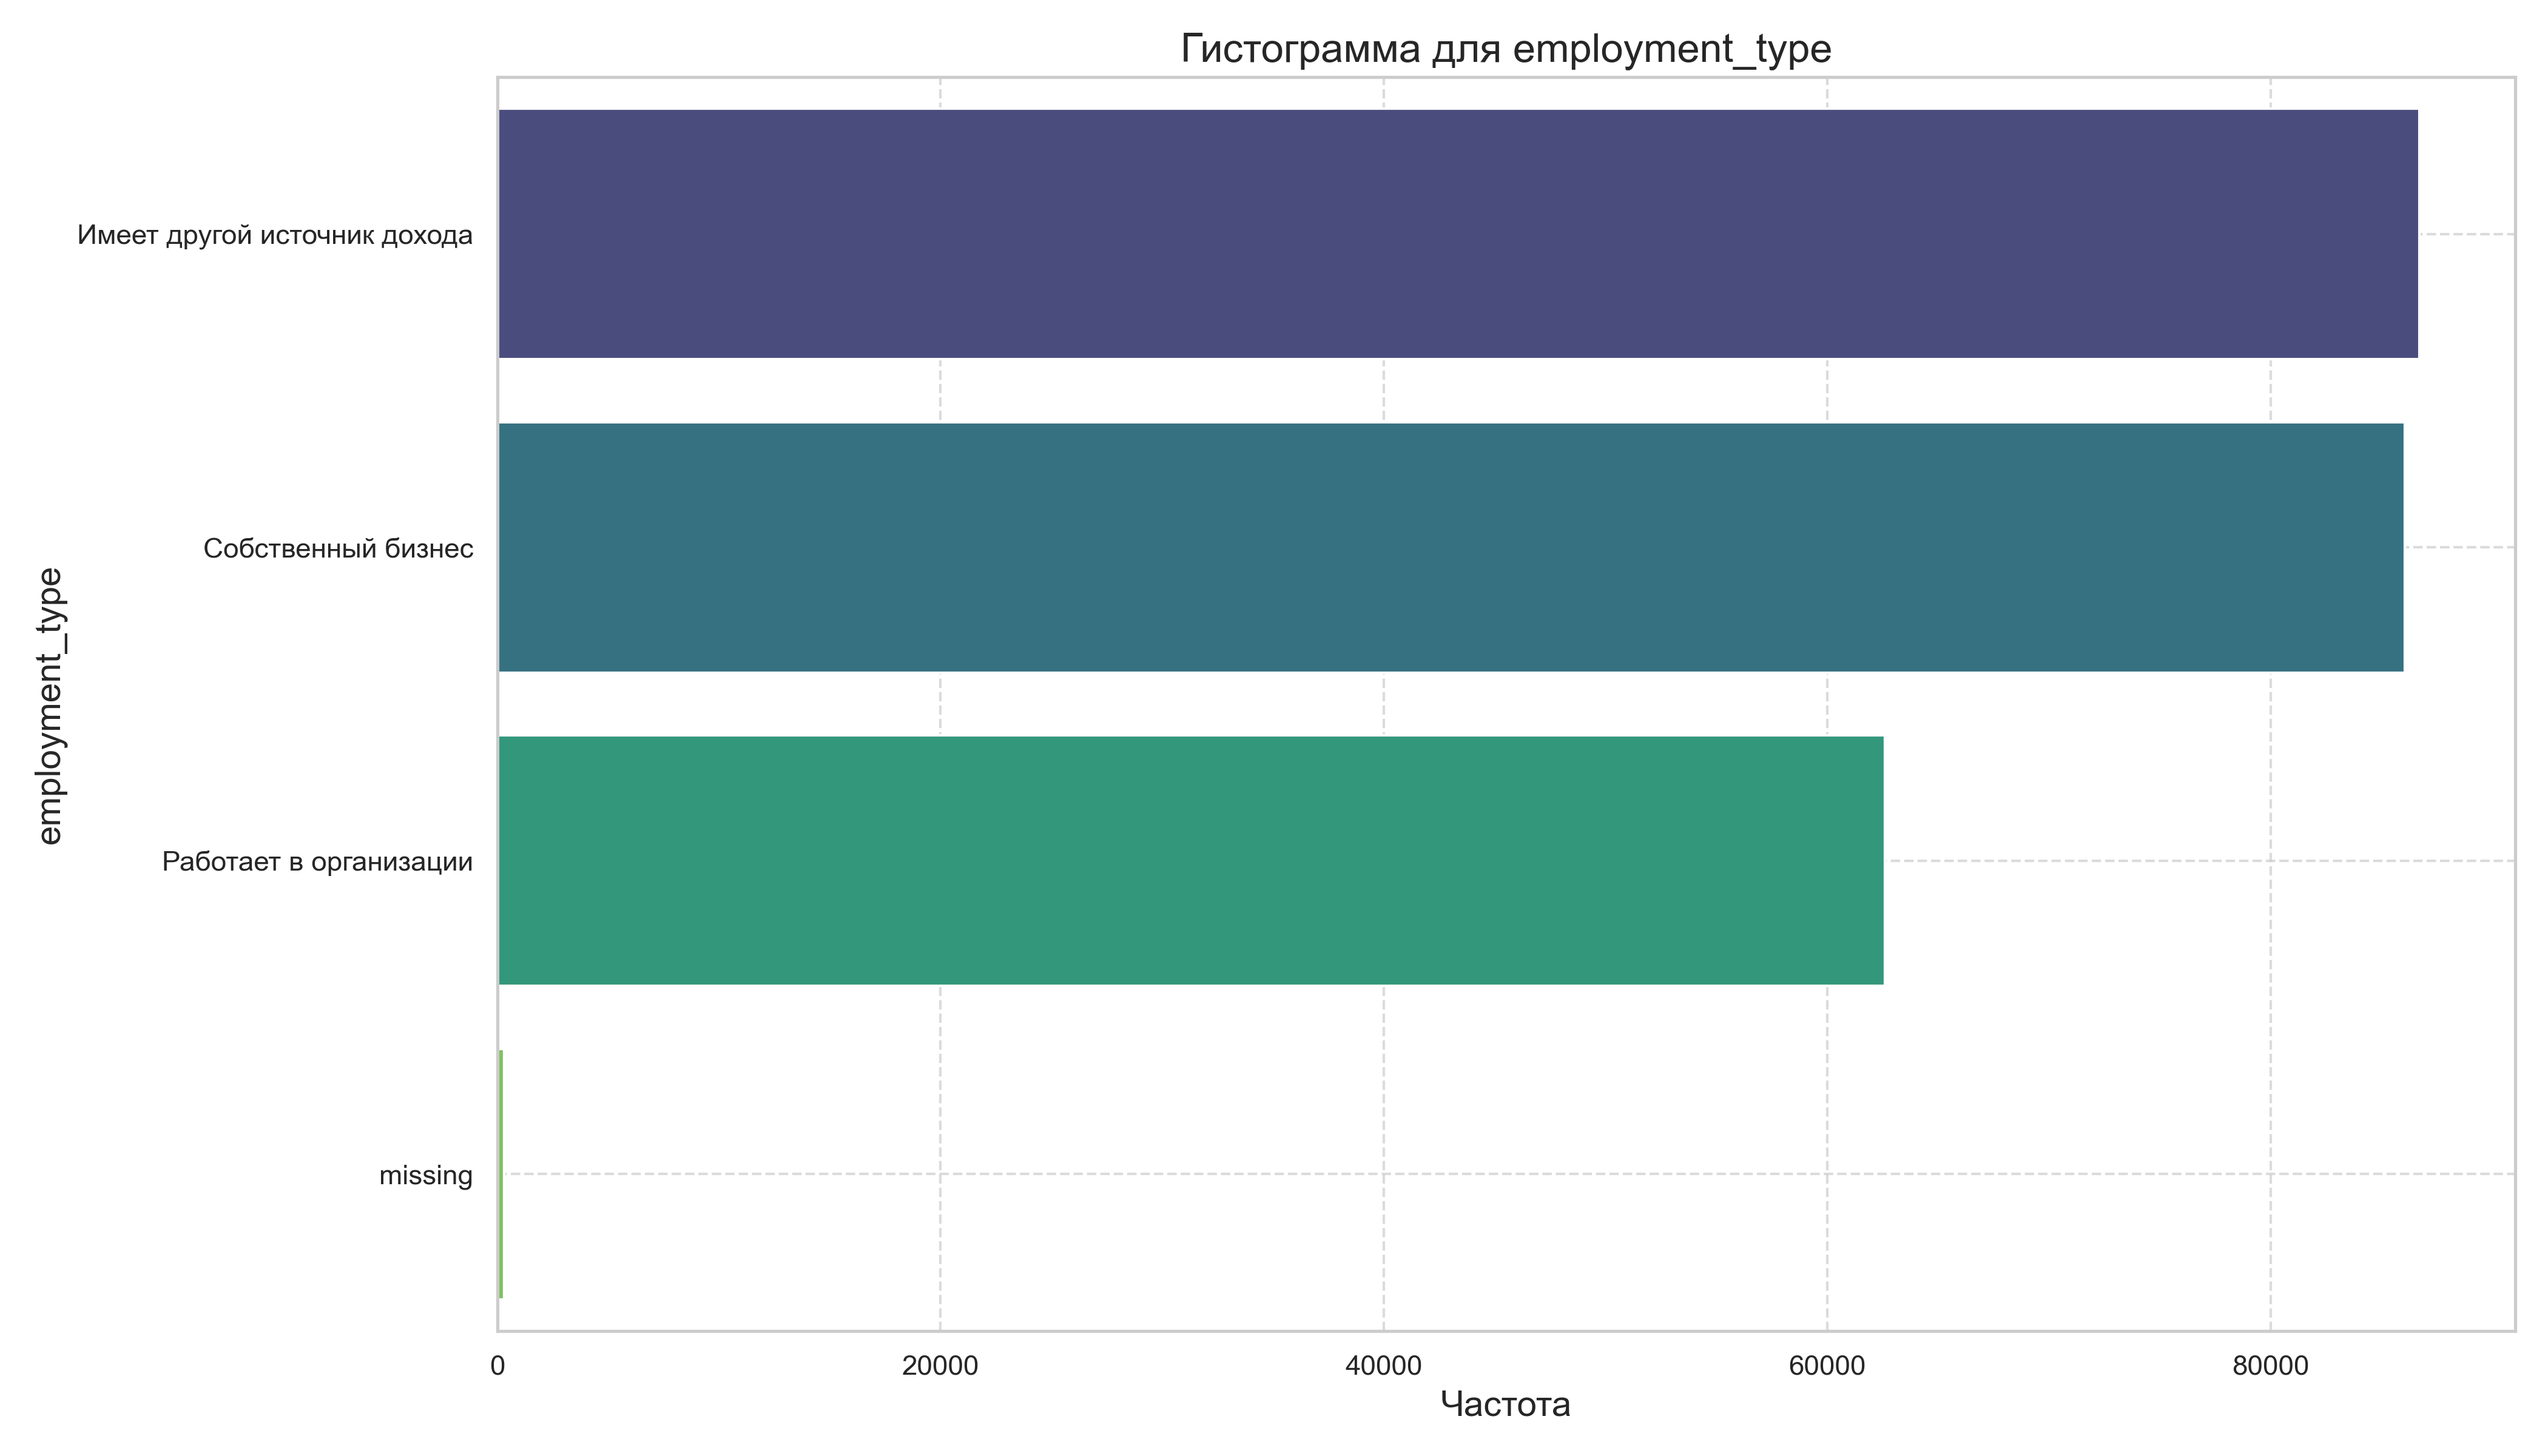 Гистограмма для employment_type
Имеет другой источник дохода
Собственный бизнес
Работает в организации
missing
employment_type
0 20000 40000 60000 80000
Частота